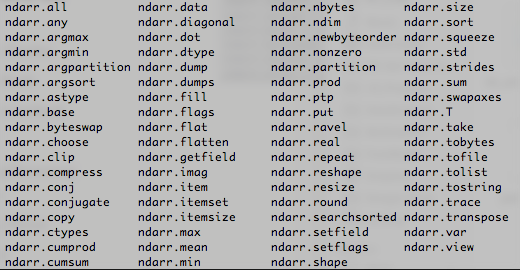 ndarr.all ndarr.data ndarr.nbytes ndarr.size
ndarr.any ndarr.diagonal ndarr.ndim ndarr.sort
ndarr.argmax ndarr.dot ndarr.newbyteorder ndarr.squeeze
ndarr.argmin ndarr.dtype ndarr.nonzero ndarr.std
ndarr.argpartition ndarr.dump ndarr.partition ndarr.strides
ndarr.argsort ndarr.dumps ndarr.prod ndarr.sum
ndarr.astype ndarr.fill ndarr.ptp ndarr.swapaxes
ndarr.base ndarr.flags ndarr.put ndarr.T
ndarr.byteswap ndarr.flat ndarr.ravel ndarr.take
ndarr.choose ndarr.flatten ndarr.real ndarr.tobytes
ndarr.clip ndarr.getfield ndarr.repeat ndarr.tofile
ndarr.compress ndarr.imag ndarr.reshape ndarr.tolist
ndarr.conj ndarr.item ndarr.resize ndarr.tostring
ndarr.conjugate ndarr.itemset ndarr.round ndarr.trace
ndarr.copy ndarr.itemsize ndarr.searchsorted ndarr.transpose
ndarr.ctypes ndarr.max ndarr.setfield ndarr.var
ndarr.cumprod ndarr.mean ndarr.setflags ndarr.view
ndarr.cumsum ndarr.min ndarr.shape